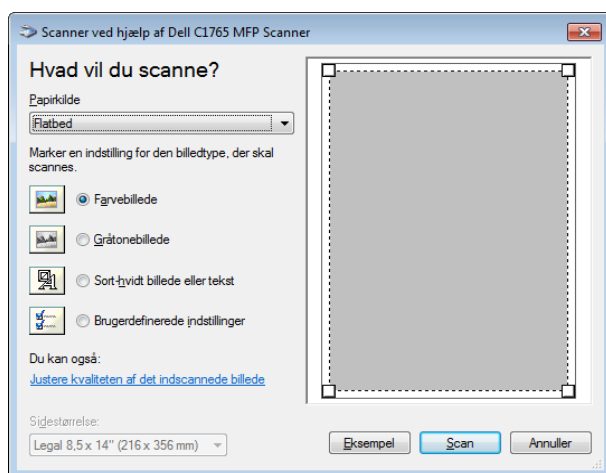 Scanner ved hjælp af Dell C1765 MFP Scanner
Hvad vil du scanne?
Papirkilde
Flatbed
Marker en indstilling for den billedtype, der skal
scannes.
Farvebillede
Gråtonebillede
Sort-hvidt billede eller tekst
Brugerdefinerede indstillinger
Du kan også:
Justere kvaliteten af det indscannede billede
Sidestørrelse:
Legal 8,5 x 14" (216 x 356 mm)
Eksempel
Scan
Annuller